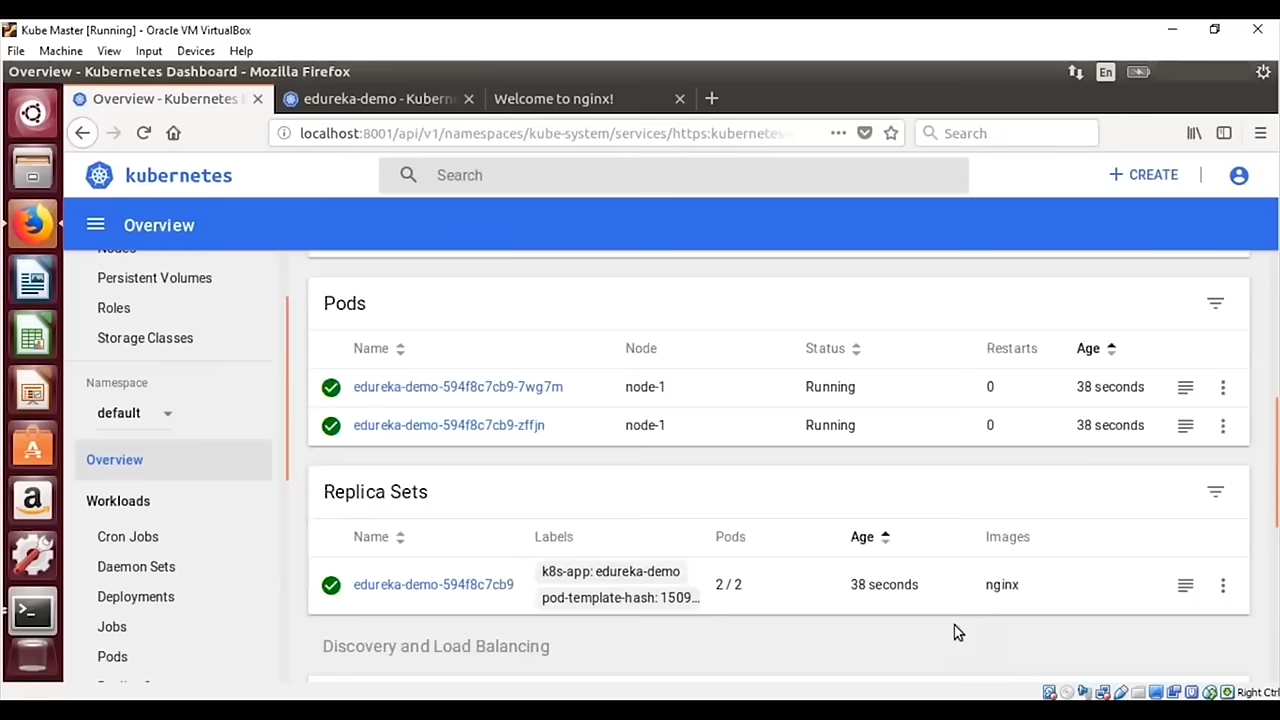 Kube Master [Running] - Oracle VM VirtualBox
File Machine View Input Devices Help
Overview - Kubernetes Dashboard - Mozilla Firefox
En
Overview - Kubernetes
edureka-demo - Kubern
Welcome to nginx!
localhost:8001/api/v1/namespaces/kube-system/services/https:kubernetes-
Search
kubernetes
Search
+ CREATE
Overview
Nodes
Persistent Volumes
Roles
Storage Classes
Namespace
default
Overview
Workloads
Cron Jobs
Daemon Sets
Deployments
Jobs
Pods
Pods
Name Node Status Restarts Age
edureka-demo-594f8c7cb9-7wg7m node-1 Running 0 38 seconds
edureka-demo-594f8c7cb9-zffjn node-1 Running 0 38 seconds
Replica Sets
Name Labels Pods Age Images
edureka-demo-594f8c7cb9 k8s-app: edureka-demo 2 / 2 38 seconds nginx
pod-template-hash: 1509...
Discovery and Load Balancing
Right Ctrl